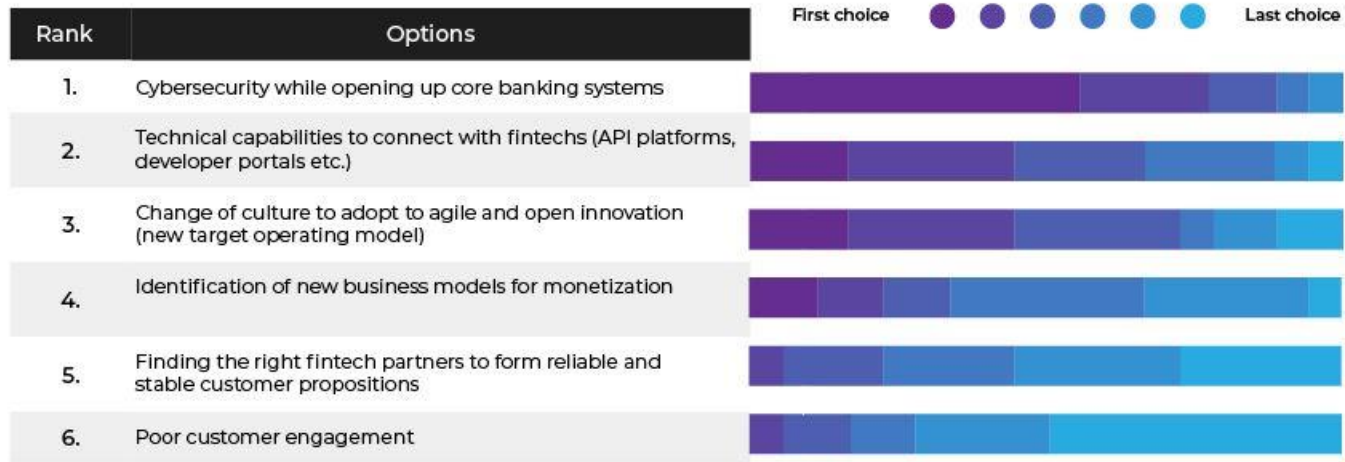 First choice
Last choice
Rank
Options
1.
Cybersecurity while opening up core banking systems
2.
Technical capabilities to connect with fintechs (API platforms,
developer portals etc.)
3.
Change of culture to adopt to agile and open innovation
(new target operating model)
4.
Identification of new business models for monetization
5.
Finding the right fintech partners to form reliable and
stable customer propositions
6.
Poor customer engagement